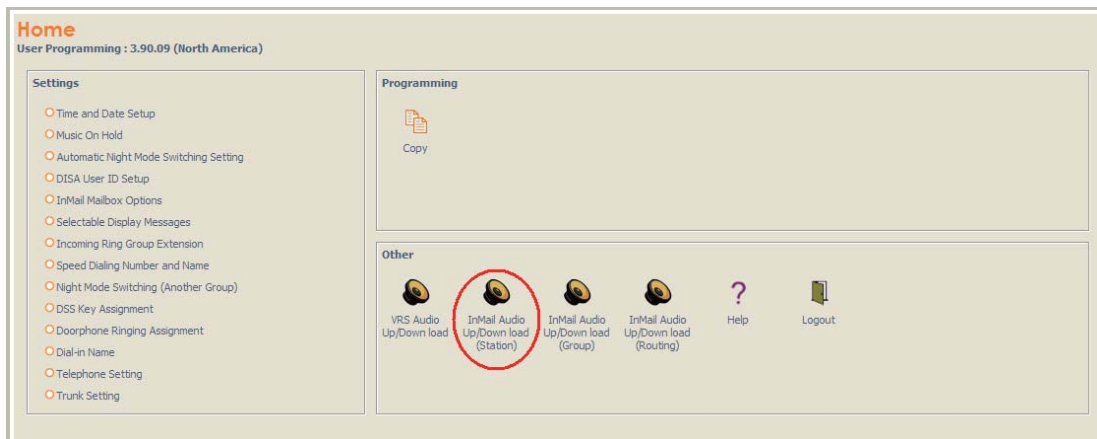 Home
User Programming : 3.90.09 (North America)
Settings
Time and Date Setup
Music On Hold
Automatic Night Mode Switching Setting
DISA User ID Setup
InMail Mailbox Options
Selectable Display Messages
Incoming Ring Group Extension
Speed Dialing Number and Name
Night Mode Switching (Another Group)
DSS Key Assignment
Doorphone Ringing Assignment
Dial-in Name
Telephone Setting
Trunk Setting
Programming
Copy
Other
VRS Audio
Up/Down load
InMail Audio
Up/Down load
(Station)
InMail Audio
Up/Down load
(Group)
InMail Audio
Up/Down load
(Routing)
Help
Logout